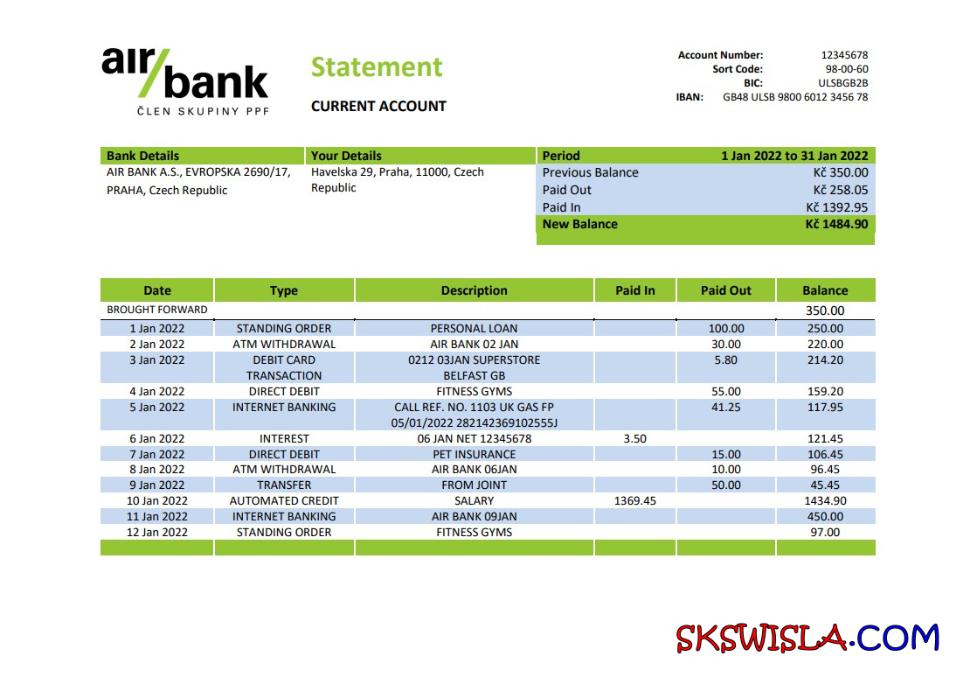 air/bank
ČLEN SKUPINY PPF
Statement
CURRENT ACCOUNT
Account Number: 12345678
Sort Code: 98-00-60
BIC: ULSBGB2B
IBAN: GB48 ULSB 9800 6012 3456 78
Bank Details Your Details Period 1 Jan 2022 to 31 Jan 2022
AIR BANK A.S., EVROPSKA 2690/17, Havelska 29, Praha, 11000, Czech Previous Balance Kč 350.00
PRAHA, Czech Republic Republic Paid Out Kč 258.05
Paid In Kč 1392.95
New Balance Kč 1484.90
Date Type Description Paid In Paid Out Balance
BROUGHT FORWARD 350.00
1 Jan 2022 STANDING ORDER PERSONAL LOAN 100.00 250.00
2 Jan 2022 ATM WITHDRAWAL AIR BANK 02 JAN 30.00 220.00
3 Jan 2022 DEBIT CARD 0212 03JAN SUPERSTORE 5.80 214.20
TRANSACTION BELFAST GB
4 Jan 2022 DIRECT DEBIT FITNESS GYMS 55.00 159.20
5 Jan 2022 INTERNET BANKING CALL REF. NO. 1103 UK GAS FP 41.25 117.95
05/01/2022 282142369102555J
6 Jan 2022 INTEREST 06 JAN NET 12345678 3.50 121.45
7 Jan 2022 DIRECT DEBIT PET INSURANCE 15.00 106.45
8 Jan 2022 ATM WITHDRAWAL AIR BANK 06JAN 10.00 96.45
9 Jan 2022 TRANSFER FROM JOINT 50.00 45.45
10 Jan 2022 AUTOMATED CREDIT SALARY 1369.45 1434.90
11 Jan 2022 INTERNET BANKING AIR BANK 09JAN 450.00
12 Jan 2022 STANDING ORDER FITNESS GYMS 97.00
SKSWISLA.COM